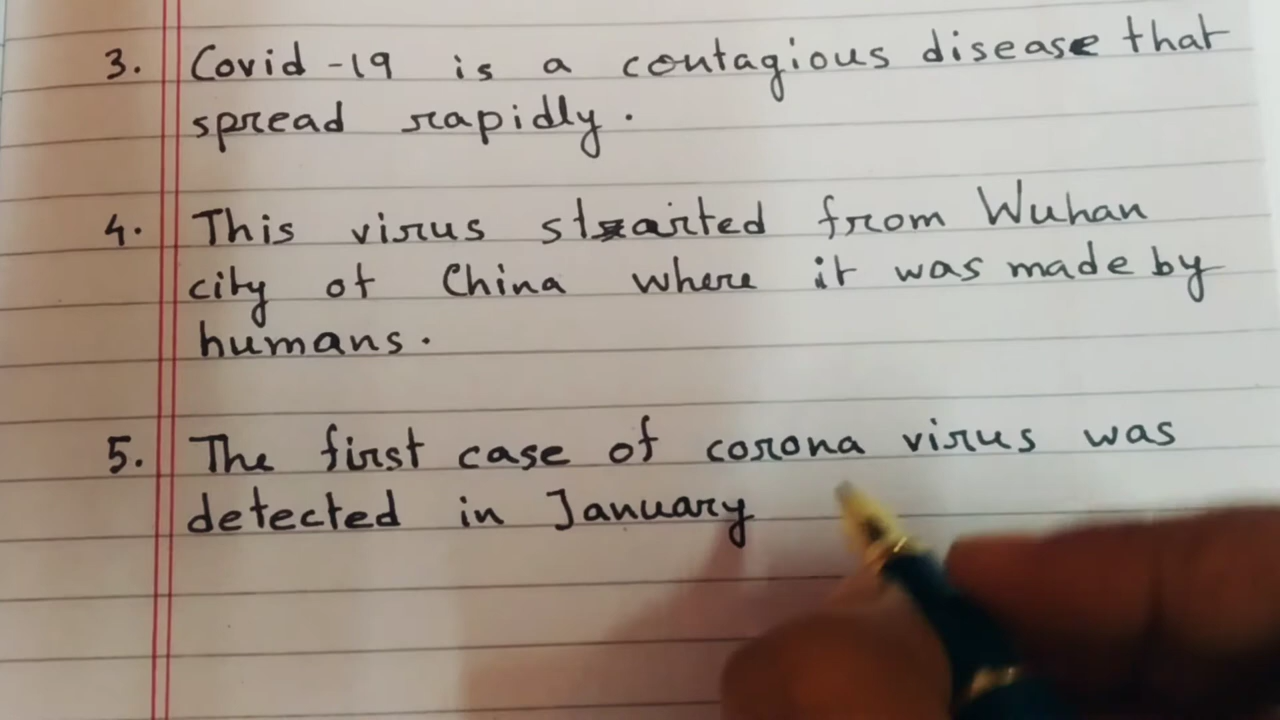 3. Covid -19 is a contagious disease that
spread rapidly.
4. This virus started from Wuhan
city of China where it was made by
humans.
5. The first case of corona virus was
detected in January